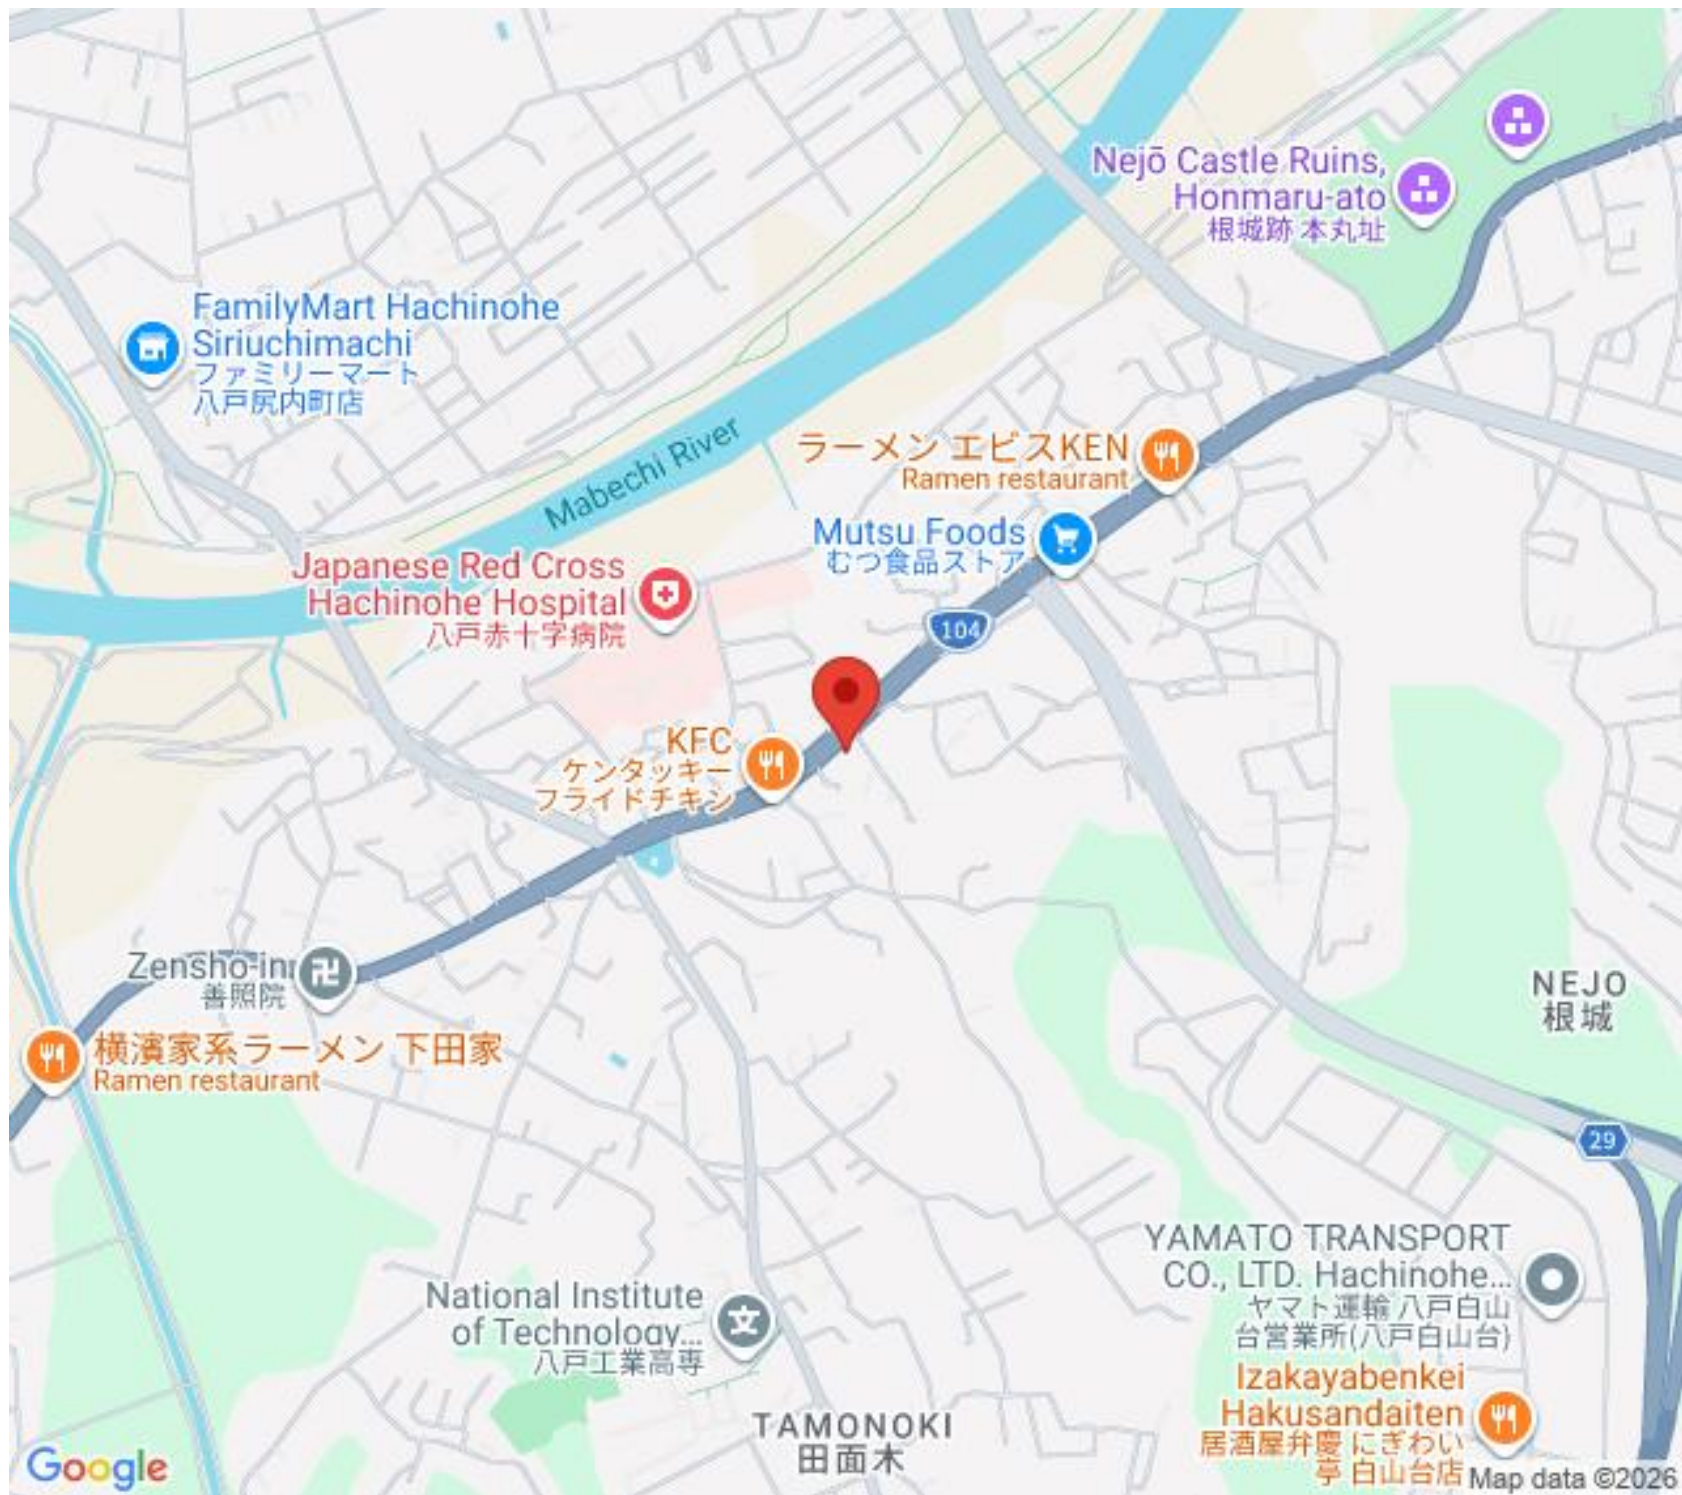 Nejō Castle Ruins,
Honmaru-ato
根城跡 本丸址
FamilyMart Hachinohe
Siriuchimachi
ファミリーマート
八戸尻内町店
Mabechi River
ラーメン エビスKEN
Ramen restaurant
Mutsu Foods
むつ食品ストア
Japanese Red Cross
Hachinohe Hospital
八戸赤十字病院
104
KFC
ケンタッキー
フライドチキン
Zensho-in
善照院
NEJO
根城
横濱家系ラーメン 下田家
Ramen restaurant
29
YAMATO TRANSPORT
CO., LTD. Hachinohe...
ヤマト運輸 八戸白山
台営業所(八戸白山台)
National Institute
of Technology...
八戸工業高専
文
Izakayabenkei
Hakusandaiten
居酒屋弁慶 にぎわい
亭 白山台店
TAMONOKI
田面木
Google
Map data ©2026